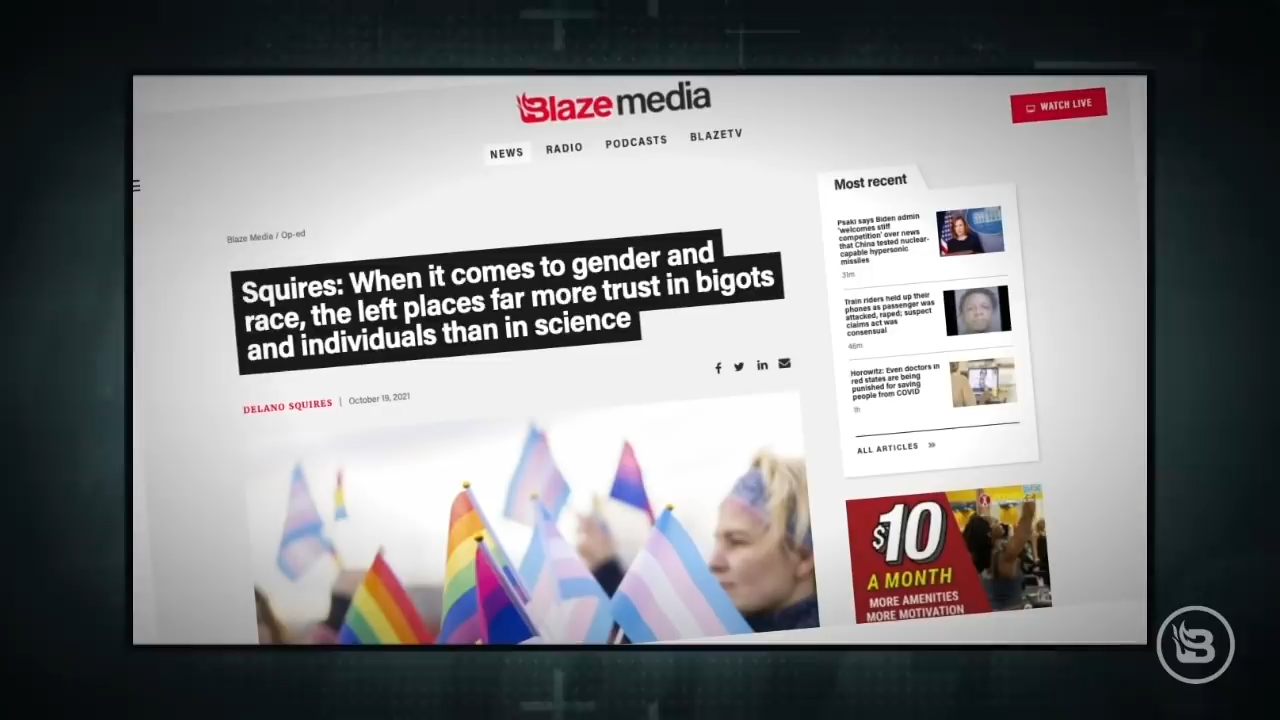 Blaze media
WATCH LIVE
NEWS RADIO PODCASTS BLAZETV
Most recent
Psaki says Biden admin
'welcomes stiff
competition' over news
that China tested nuclear-
capable hypersonic
missiles
31m
Train riders held up their
phones as passenger was
attacked, raped; suspect
claims act was
consensual
46m
Horowitz: Even doctors in
red states are being
punished for saving
people from COVID
1h
ALL ARTICLES »
Blaze Media / Op-ed
Squires: When it comes to gender and
race, the left places far more trust in bigots
and individuals than in science
DELANO SQUIRES | October 19, 2021
$10
A MONTH
MORE AMENITIES
MORE MOTIVATION
B